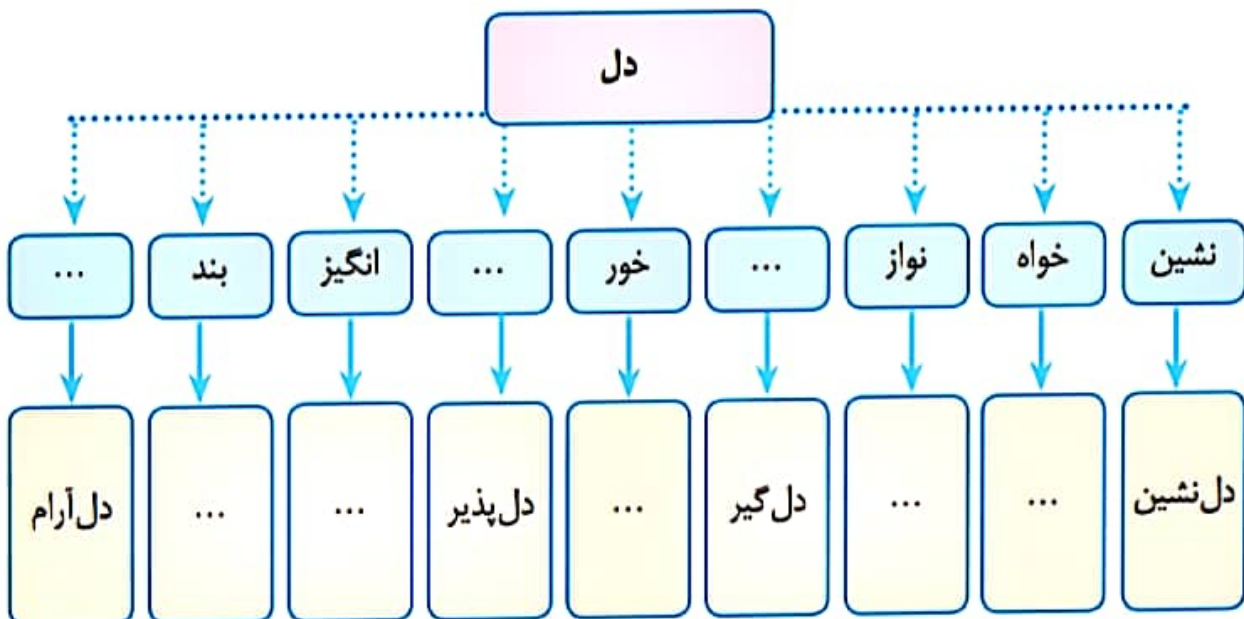 دل
نشین
خواه
نواز
...
خور
...
انگیز
بند
...
دل‌نشین
...
...
دل‌گیر
...
دل‌پذیر
...
...
دل‌آرام